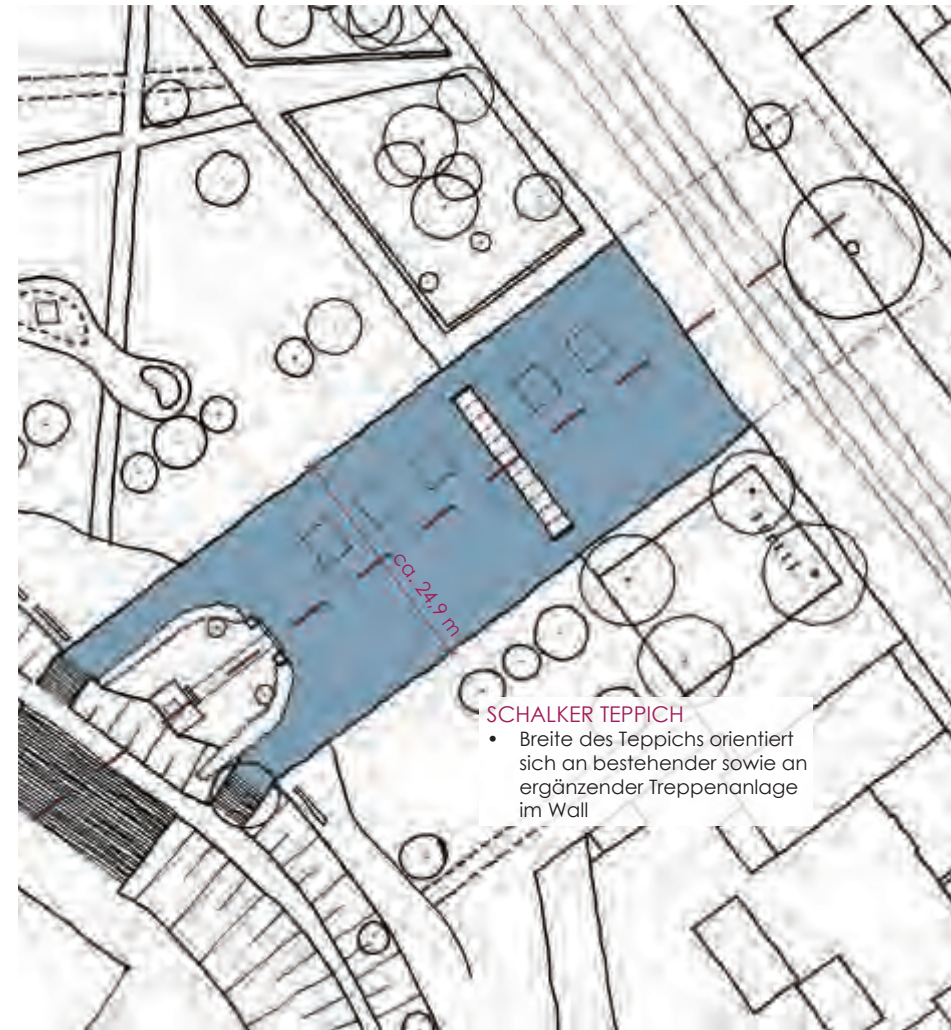 ca. 24,9 m
SCHALKER TEPPICH
• Breite des Teppichs orientiert
sich an bestehender sowie an
ergänzender Treppenanlage
im Wall